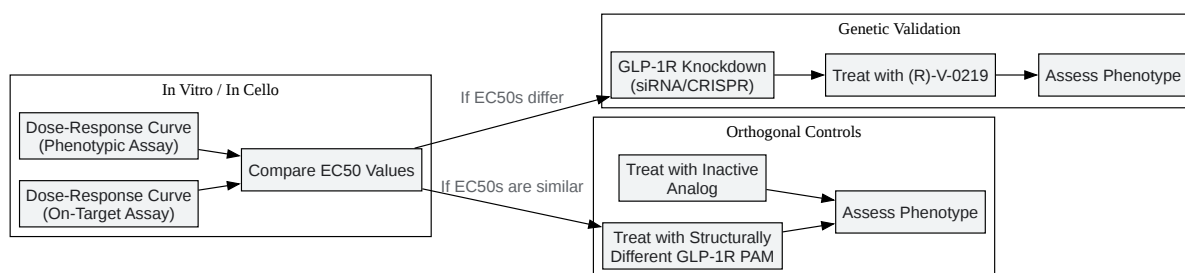 In Vitro / In Cello
Dose-Response Curve
(Phenotypic Assay)
Dose-Response Curve
(On-Target Assay)
Compare EC50 Values
If EC50s differ
If EC50s are similar
Genetic Validation
GLP-1R Knockdown
(siRNA/CRISPR)
Treat with (R)-V-0219
Assess Phenotype
Orthogonal Controls
Treat with Inactive
Analog
Treat with Structurally
Different GLP-1R PAM
Assess Phenotype